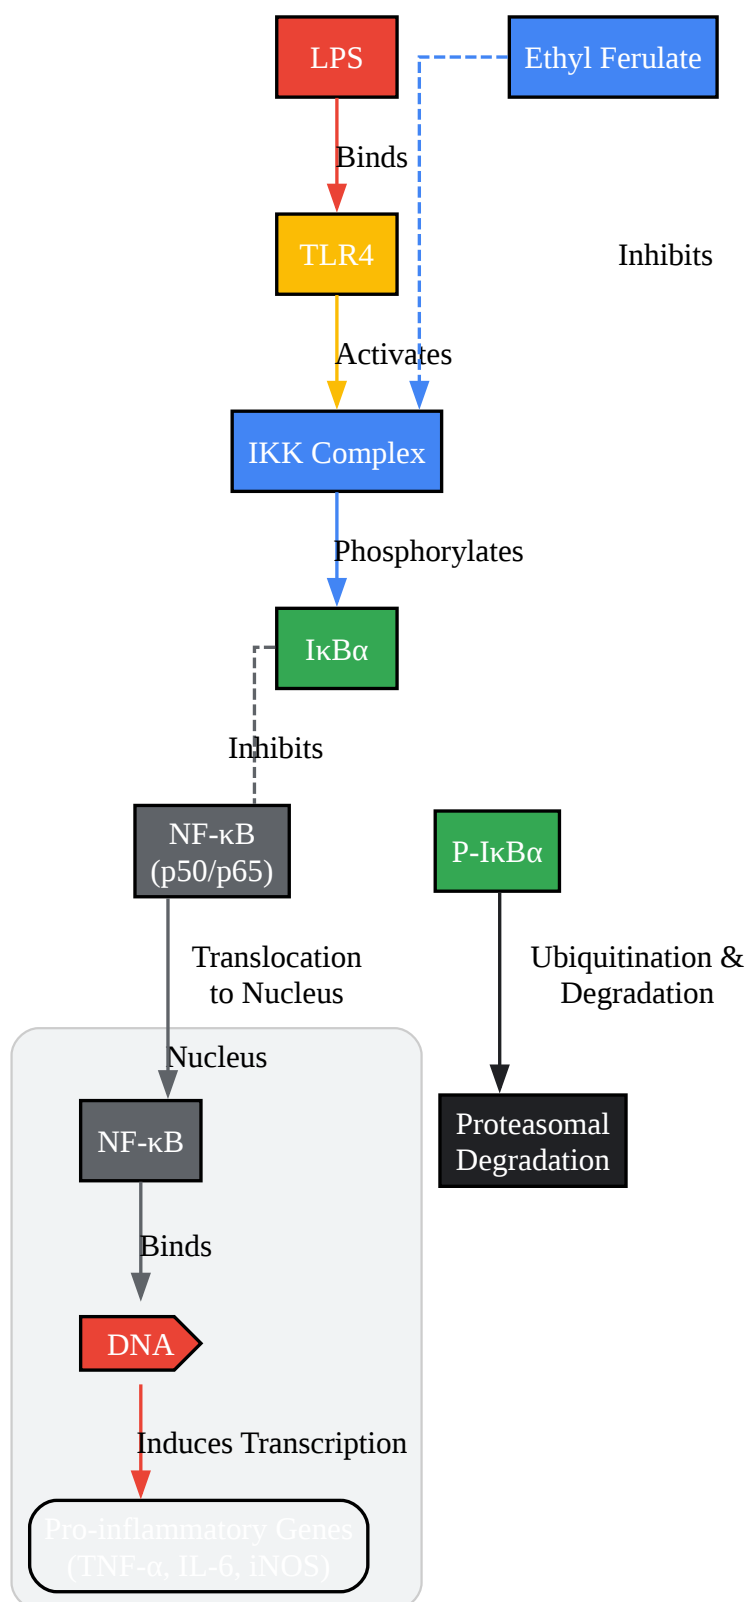 LPS
Ethyl Ferulate
Binds
TLR4
Inhibits
Activates
IKK Complex
Phosphorylates
IκBα
Inhibits
NF-κB
(p50/p65)
P-IκBα
Translocation
to Nucleus
Ubiquitination &
Degradation
Nucleus
NF-κB
Proteasomal
Degradation
Binds
DNA
Induces Transcription
Pro-inflammatory Genes
(TNF-α, IL-6, iNOS)